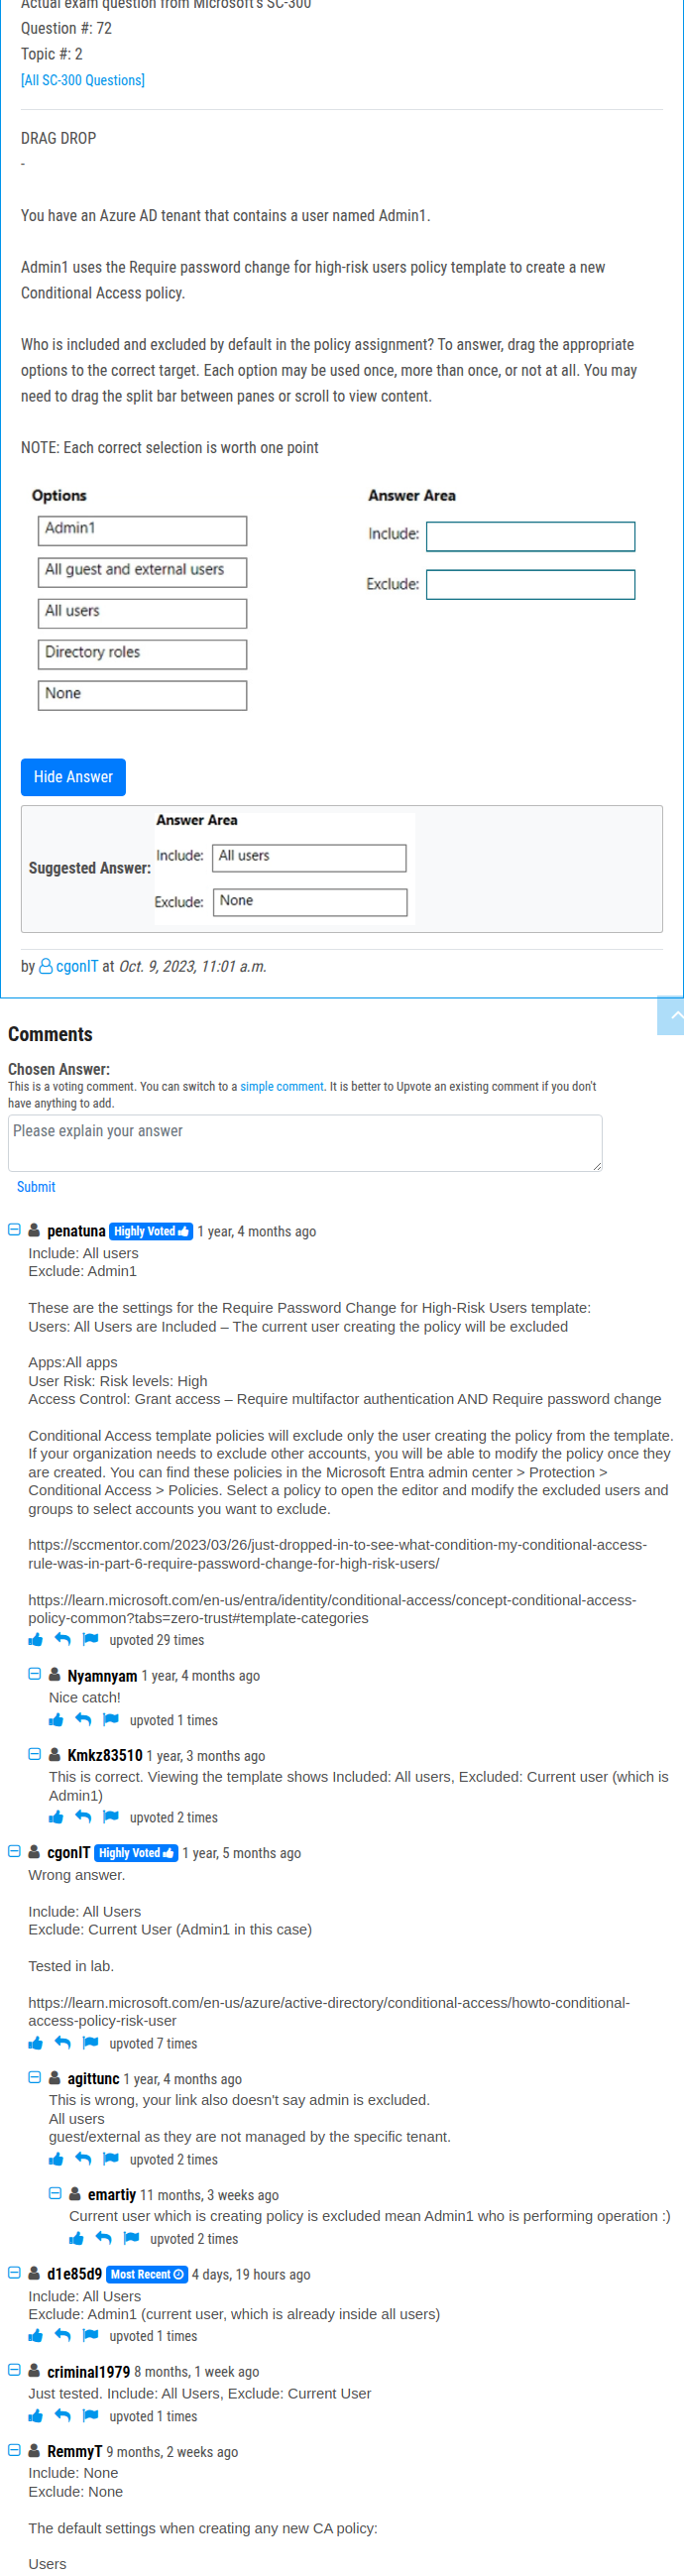 Actual exam question from Microsoft's SC-300
Question #: 72
Topic #: 2
[All SC-300 Questions]
DRAG DROP
-
You have an Azure AD tenant that contains a user named Admin1.
Admin1 uses the Require password change for high-risk users policy template to create a new
Conditional Access policy.
Who is included and excluded by default in the policy assignment? To answer, drag the appropriate
options to the correct target. Each option may be used once, more than once, or not at all. You may
need to drag the split bar between panes or scroll to view content.
NOTE: Each correct selection is worth one point
Options
Admin1
All guest and external users
All users
Directory roles
None
Answer Area
Include:
Exclude:
Hide Answer
Suggested Answer:
Answer Area
Include: All users
Exclude: None
by cgonIT at Oct. 9, 2023, 11:01 a.m.
Comments
Chosen Answer:
This is a voting comment. You can switch to a simple comment. It is better to Upvote an existing comment if you don't
have anything to add.
Please explain your answer
Submit
penatuna Highly Voted 1 year, 4 months ago
Include: All users
Exclude: Admin1
These are the settings for the Require Password Change for High-Risk Users template:
Users: All Users are Included – The current user creating the policy will be excluded
Apps:All apps
User Risk: Risk levels: High
Access Control: Grant access – Require multifactor authentication AND Require password change
Conditional Access template policies will exclude only the user creating the policy from the template.
If your organization needs to exclude other accounts, you will be able to modify the policy once they
are created. You can find these policies in the Microsoft Entra admin center > Protection >
Conditional Access > Policies. Select a policy to open the editor and modify the excluded users and
groups to select accounts you want to exclude.
https://sccmentor.com/2023/03/26/just-dropped-in-to-see-what-condition-my-conditional-access-
rule-was-in-part-6-require-password-change-for-high-risk-users/
https://learn.microsoft.com/en-us/entra/identity/conditional-access/concept-conditional-access-
policy-common?tabs=zero-trust#template-categories
upvoted 29 times
Nyamnyam 1 year, 4 months ago
Nice catch!
upvoted 1 times
Kmkz83510 1 year, 3 months ago
This is correct. Viewing the template shows Included: All users, Excluded: Current user (which is
Admin1)
upvoted 2 times
cgonIT Highly Voted 1 year, 5 months ago
Wrong answer.
Include: All Users
Exclude: Current User (Admin1 in this case)
Tested in lab.
https://learn.microsoft.com/en-us/azure/active-directory/conditional-access/howto-conditional-
access-policy-risk-user
upvoted 7 times
agittunc 1 year, 4 months ago
This is wrong, your link also doesn't say admin is excluded.
All users
guest/external as they are not managed by the specific tenant.
upvoted 2 times
emartiy 11 months, 3 weeks ago
Current user which is creating policy is excluded mean Admin1 who is performing operation :)
upvoted 2 times
d1e85d9 Most Recent 4 days, 19 hours ago
Include: All Users
Exclude: Admin1 (current user, which is already inside all users)
upvoted 1 times
criminal1979 8 months, 1 week ago
Just tested. Include: All Users, Exclude: Current User
upvoted 1 times
RemmyT 9 months, 2 weeks ago
Include: None
Exclude: None
The default settings when creating any new CA policy:
Users